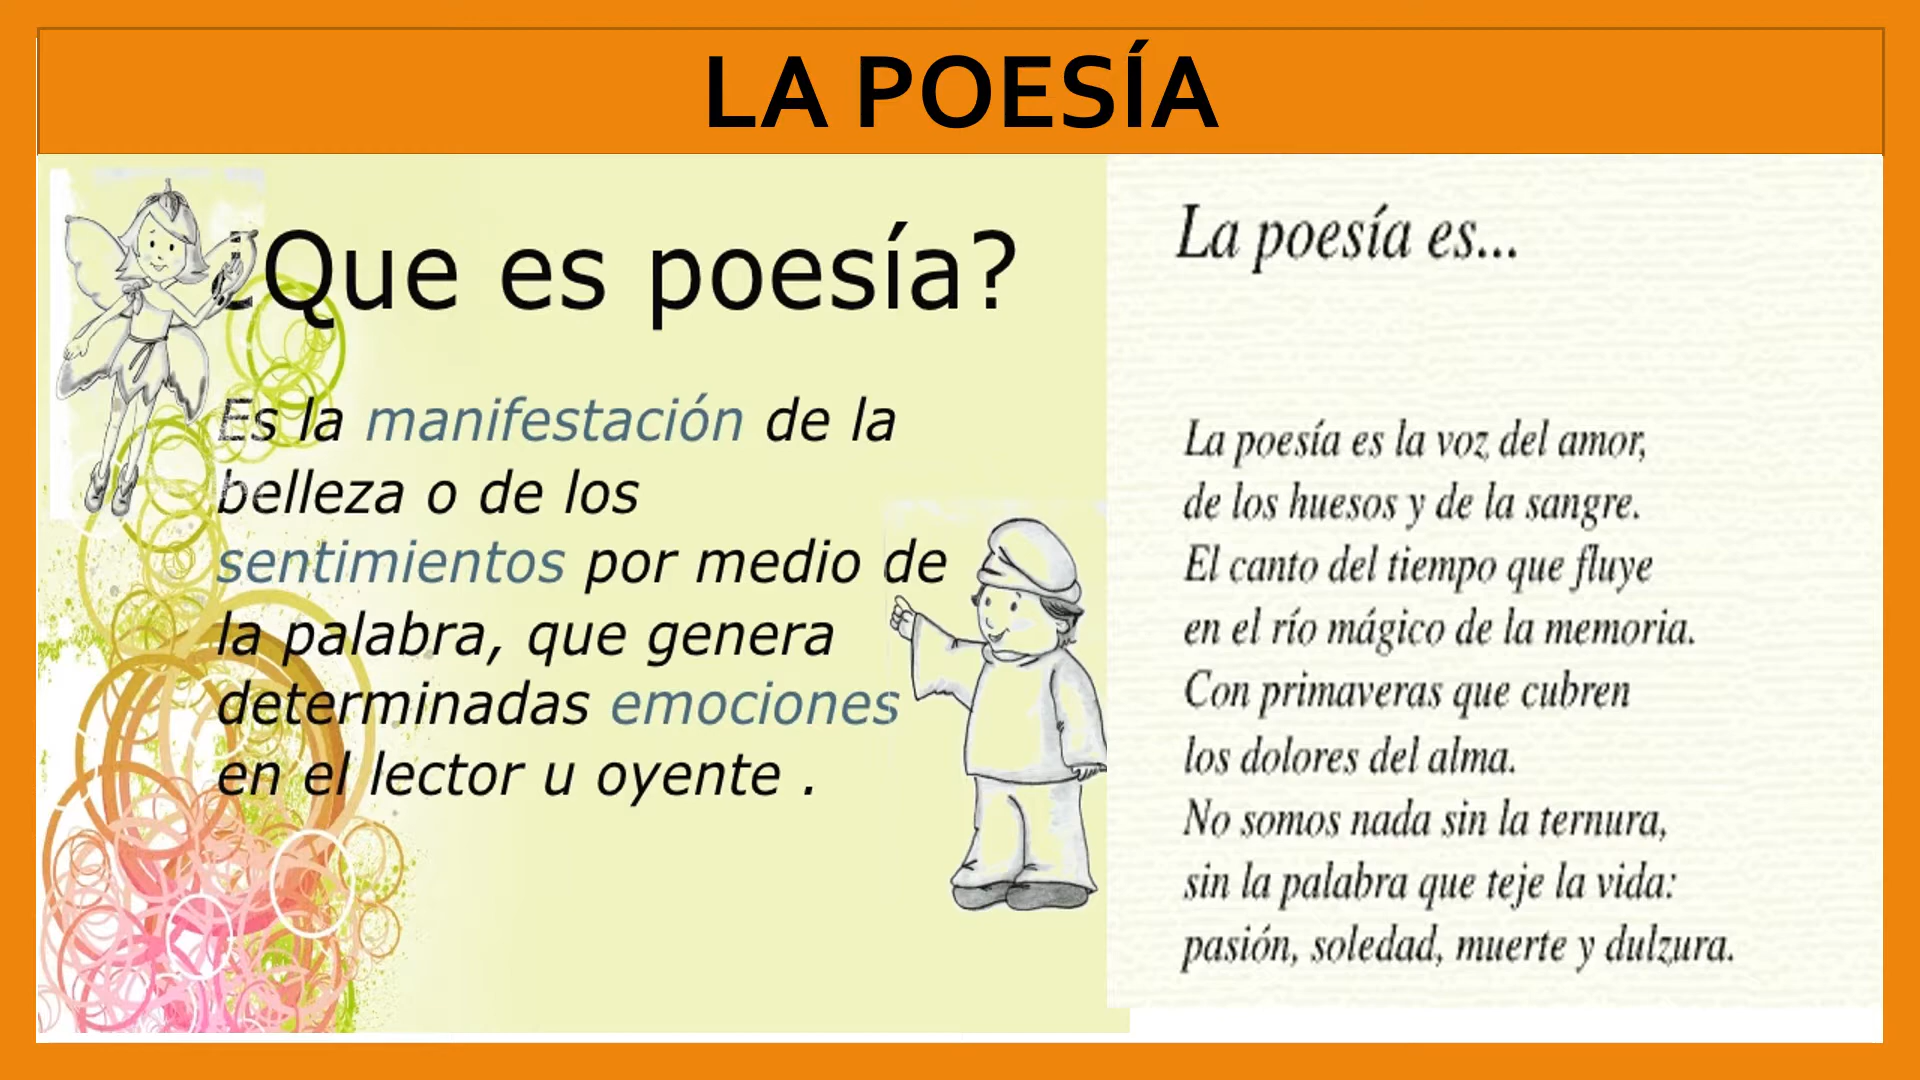 LA POESÍA
¿Que es poesía?
Es la manifestación de la
belleza o de los
sentimientos por medio de
la palabra, que genera
determinadas emociones
en el lector u oyente .
La poesía es...
La poesía es la voz del amor,
de los huesos y de la sangre.
El canto del tiempo que fluye
en el río mágico de la memoria.
Con primaveras que cubren
los dolores del alma.
No somos nada sin la ternura,
sin la palabra que teje la vida:
pasión, soledad, muerte y dulzura.